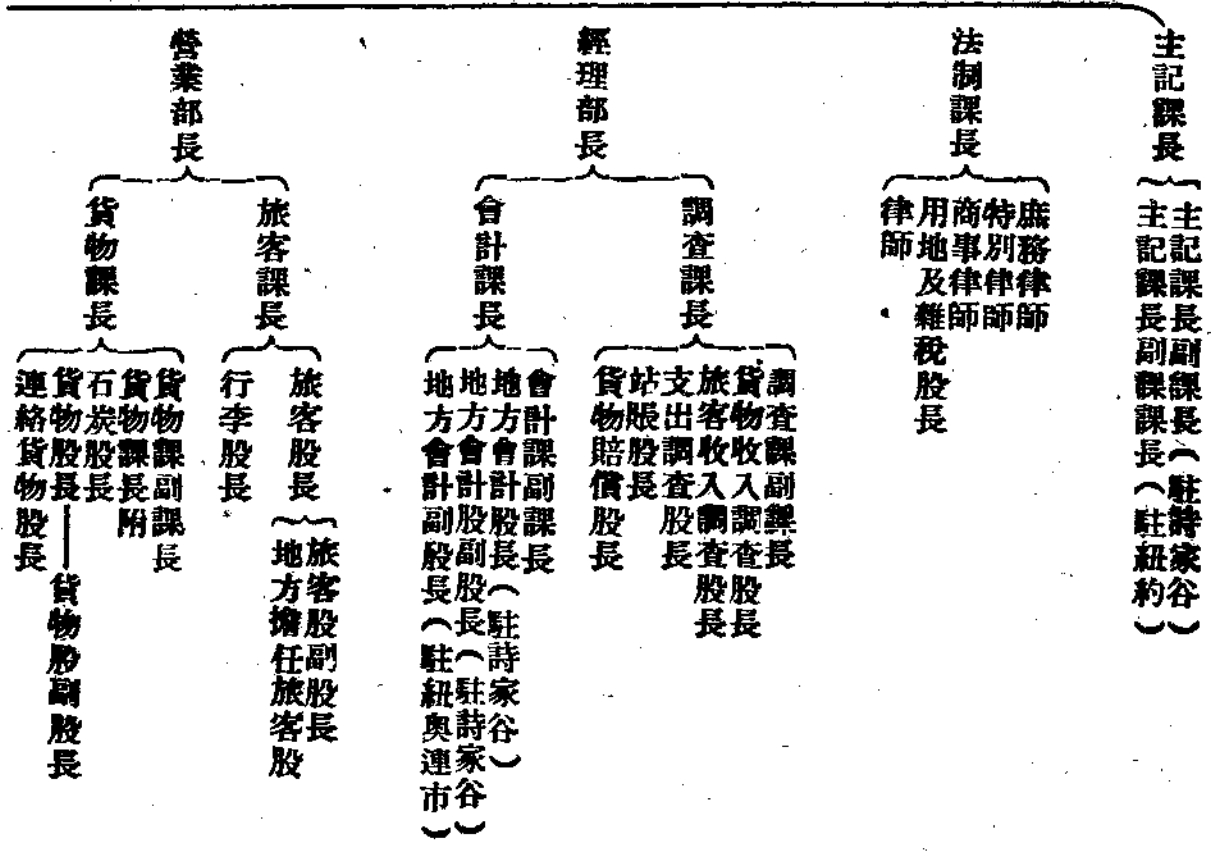 主記課長
主記課長副課長（駐詩家谷）
主記課長副課長（駐紐約）
法制課長
庶務律師
特別律師
商事律師
用地及雜稅股長
律師
經理部長
調查課長
調查課副課長
貨物收入調查股長
旅客收入調查股長
支出調查股長
站賬股長
貨物賠償股長
會計課長
會計課副課長
地方會計股長（駐詩家谷）
地方會計股副股長（駐詩家谷）
地方會計副股長（駐紐奧連市）
營業部長
旅客課長
旅客股長
旅客股副股長
地方擔任旅客股
行李股長
貨物課長
貨物課副課長
貨物課長附
石炭股長
貨物股長——貨物股副股長
連絡貨物股長